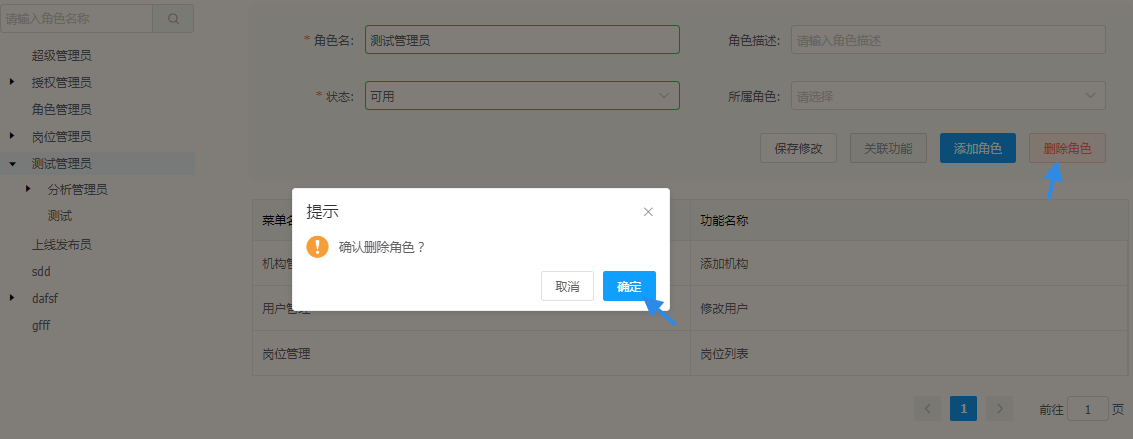 请输入角色名称
超级管理员
授权管理员
角色管理员
岗位管理员
测试管理员
分析管理员
测试
上线发布员
sdd
dafsf
gfff
* 角色名: 测试管理员 角色描述: 请输入角色描述
* 状态: 可用 所属角色: 请选择
保存修改 关联功能 添加角色 删除角色
提示
确认删除角色？
取消 确定
菜单名 功能名称
机构管 添加机构
用户管理 修改用户
岗位管理 岗位列表
1 前往 1 页